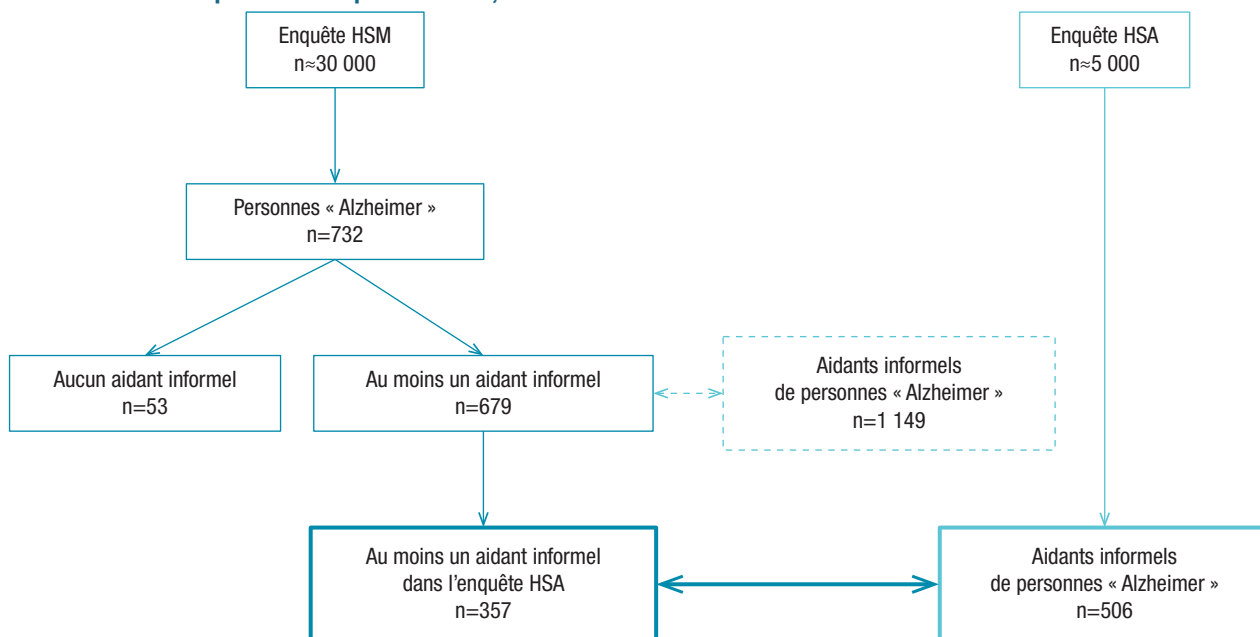 Enquête HSM
n≈30 000
Enquête HSA
n≈5 000
Personnes « Alzheimer »
n=732
Aucun aidant informel
n=53
Au moins un aidant informel
n=679
Aidants informels
de personnes « Alzheimer »
n=1 149
Au moins un aidant informel
dans l’enquête HSA
n=357
Aidants informels
de personnes « Alzheimer »
n=506